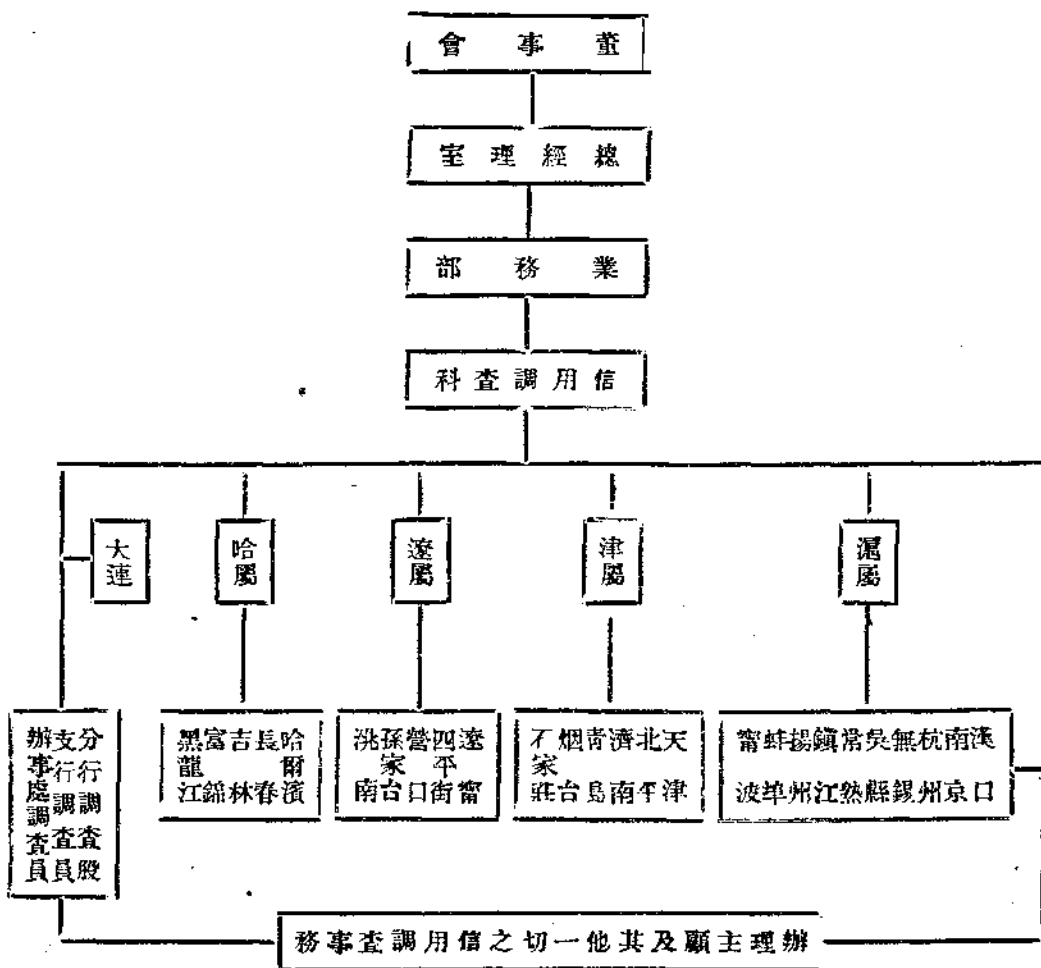 董事會
總經理室
業務部
信用調查科
滬屬
津屬
遼屬
哈屬
大連
漢口
南京
杭州
無錫
吳縣
常熟
鎮江
揚州
蚌埠
甯波
天津
北平
濟南
青島
烟台
石家莊
遼甯
四平街
營口
孫家台
洮南
哈爾濱
長春
吉林
富錦
黑龍江
分行調查股
支行調查員
辦事處調查員
辦理主顧及其他一切之信用調查事務